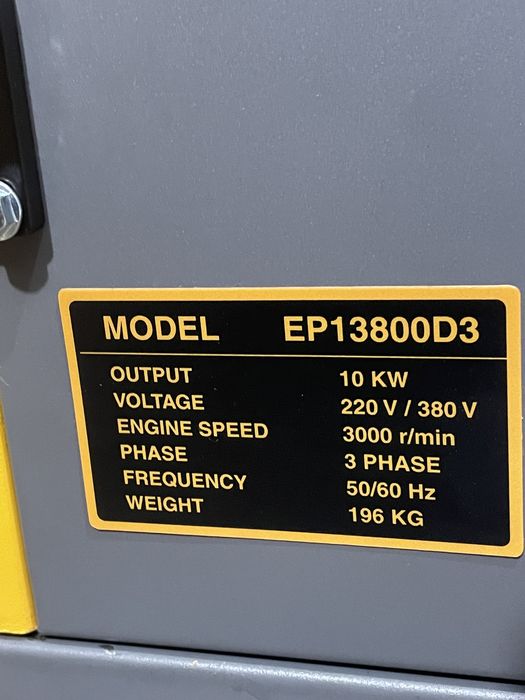 MODEL EP13800D3
OUTPUT 10 KW
VOLTAGE 220 V / 380 V
ENGINE SPEED 3000 r/min
PHASE 3 PHASE
FREQUENCY 50/60 Hz
WEIGHT 196 KG